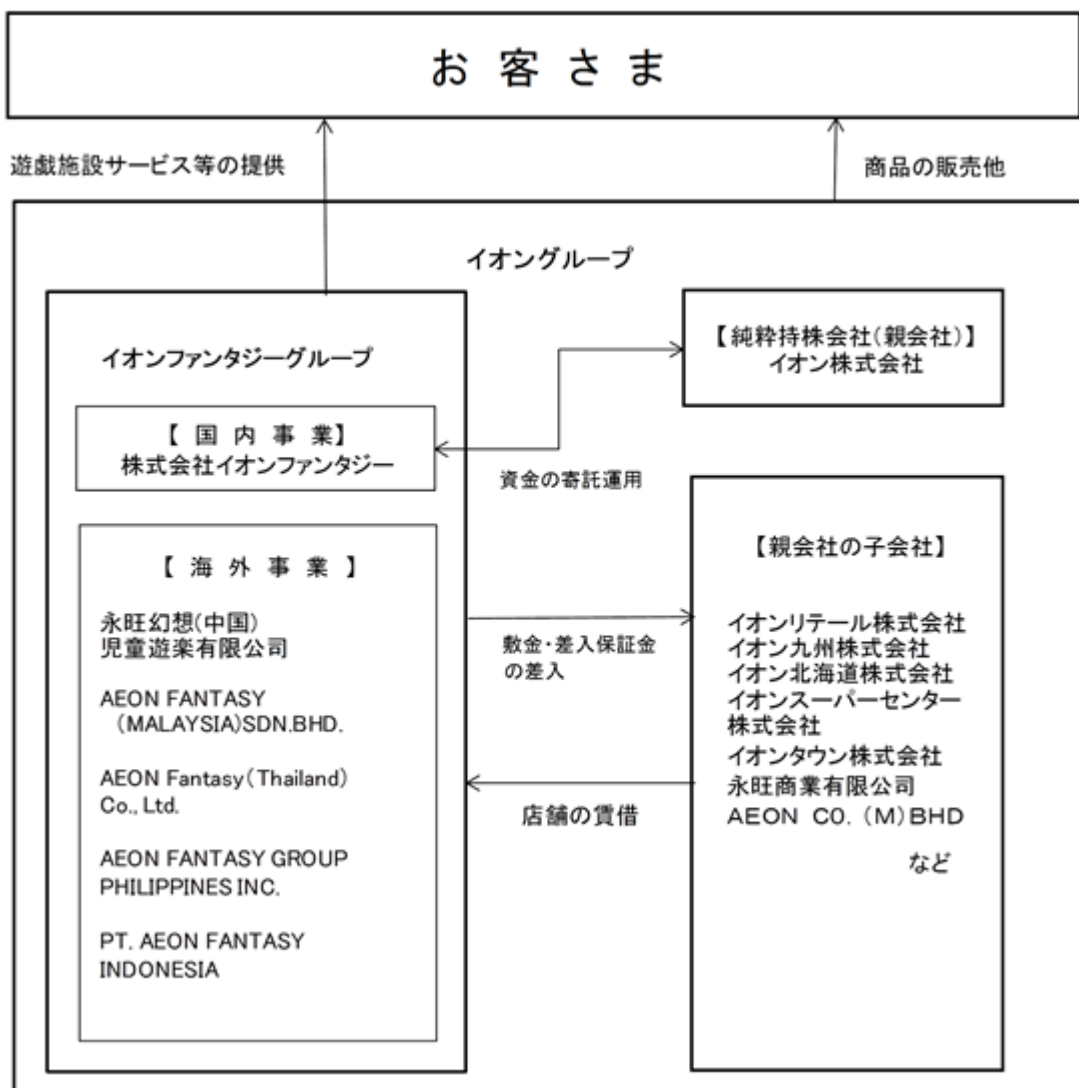 お客さま
遊戯施設サービス等の提供
商品の販売他
イオングループ
イオンファンタジーグループ
【国内事業】
株式会社イオンファンタジー
【純粋持株会社(親会社)】
イオン株式会社
資金の寄託運用
【海外事業】
永旺幻想(中国)
児童遊楽有限公司
AEON FANTASY
(MALAYSIA)SDN.BHD.
AEON Fantasy(Thailand)
Co., Ltd.
AEON FANTASY GROUP
PHILIPPINES INC.
PT. AEON FANTASY
INDONESIA
敷金・差入保証金
の差入
店舗の賃借
【親会社の子会社】
イオンリテール株式会社
イオン九州株式会社
イオン北海道株式会社
イオンスーパーセンター
株式会社
イオンタウン株式会社
永旺商業有限公司
AEON CO. (M)BHD
など